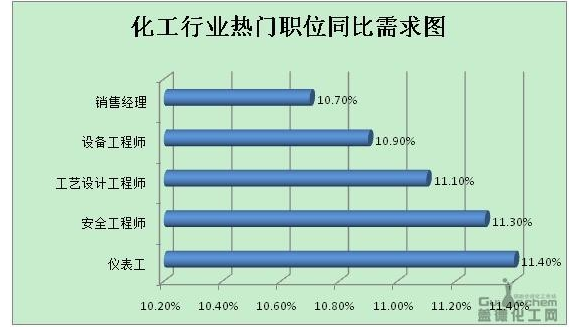 化工行业热门职位同比需求图
销售经理
10.70%
设备工程师
10.90%
工艺设计工程师
11.10%
安全工程师
11.30%
仪表工
11.40%
10.20% 10.40% 10.60% 10.80% 11.00% 11.20% 11.40%
盖德化工网